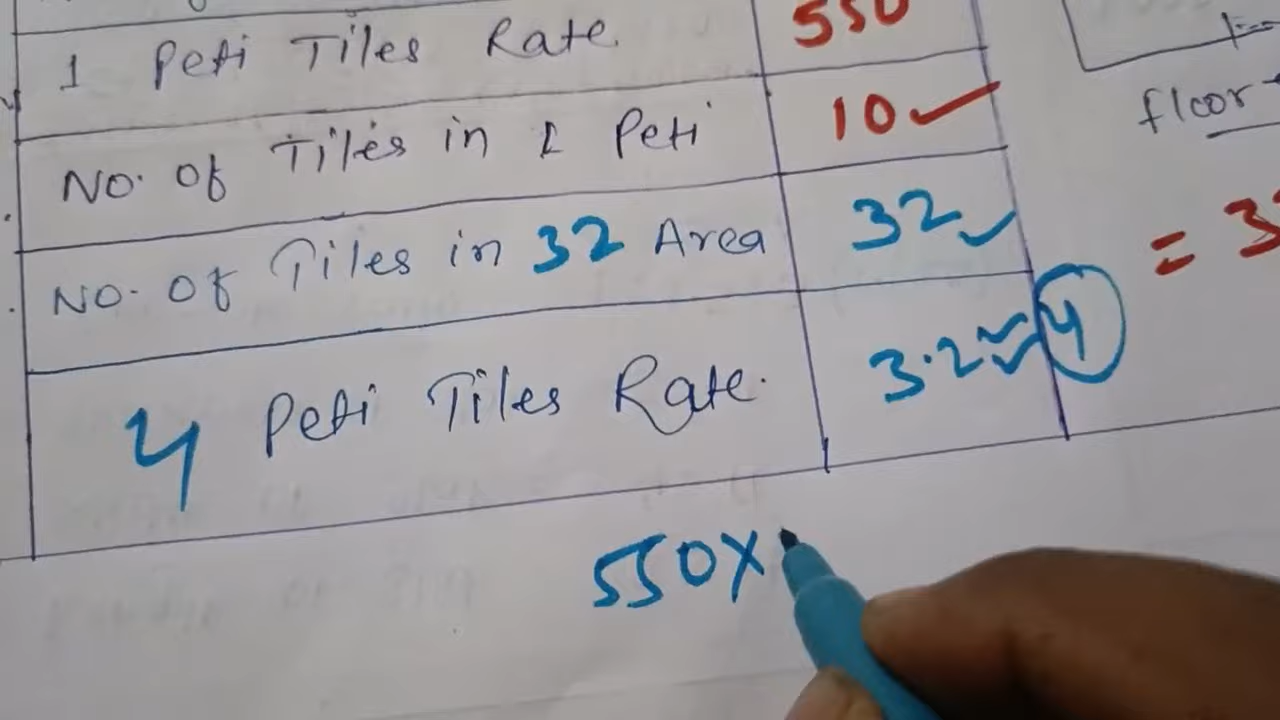 1 Peti Tiles Rate. 550
No. of Tiles in 1 Peti 10
floor
No. of Tiles in 32 Area 32
= 3
4 Peti Tiles Rate. 3.2 4
550X